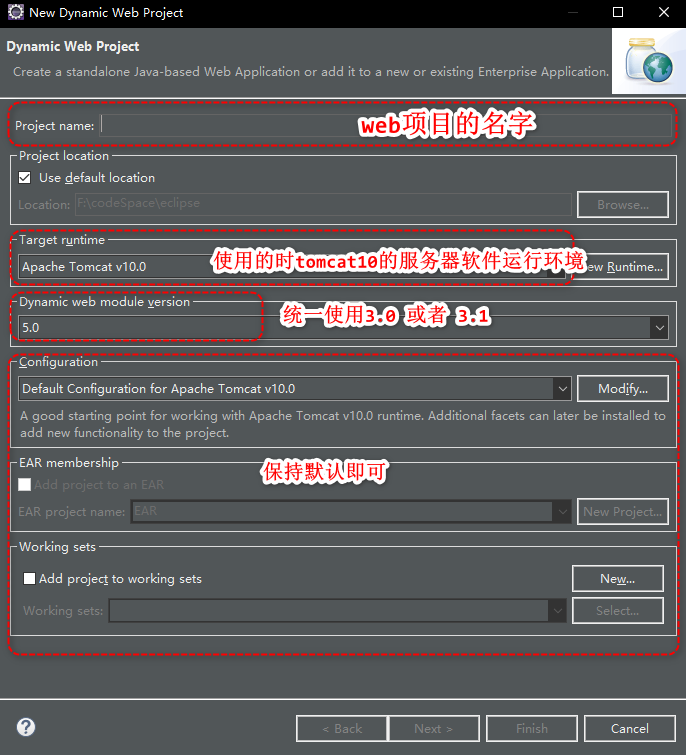 New Dynamic Web Project
Dynamic Web Project
Create a standalone Java-based Web Application or add it to a new or existing Enterprise Application.
Project name: web项目的名字
Project location
Use default location
Location: F:\codeSpace\eclipse Browse...
Target runtime
Apache Tomcat v10.0 使用的时tomcat10的服务器软件运行环境 ew Runtime...
Dynamic web module version
5.0 统一使用3.0 或者 3.1
Configuration
Default Configuration for Apache Tomcat v10.0 Modify...
A good starting point for working with Apache Tomcat v10.0 runtime. Additional facets can later be installed to
add new functionality to the project.
EAR membership
保持默认即可
Add project to an EAR
EAR project name: EAR New Project...
Working sets
Add project to working sets New...
Working sets: Select...
? < Back Next > Finish Cancel